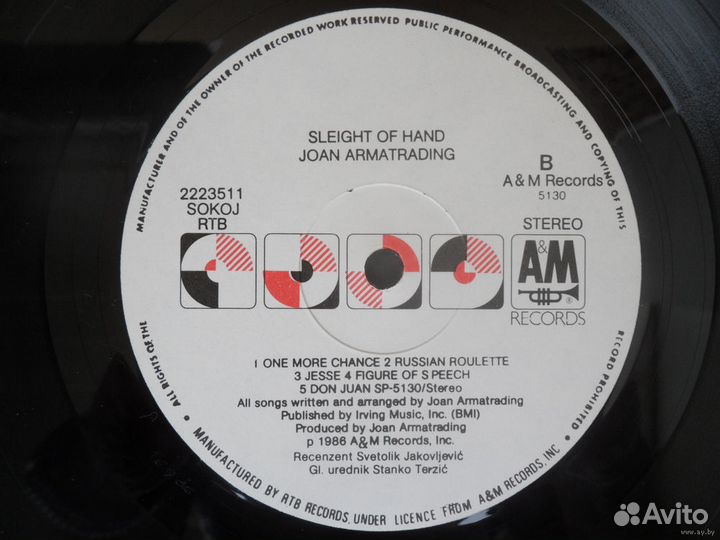 MANUFACTURER AND OF THE OWNER OF THE RECORDED WORK RESERVED PUBLIC PERFORMANCE BROADCASTING AND COPYING OF THIS
SLEIGHT OF HAND
JOAN ARMATRADING
B
A&M Records
5130
2223511
SOKOJ
RTB
STEREO
A&M
®
RECORDS
1 ONE MORE CHANCE 2 RUSSIAN ROULETTE
3 JESSE 4 FIGURE OF SPEECH
5 DON JUAN SP-5130/Stereo
All songs written and arranged by Joan Armatrading
Published by Irving Music, Inc. (BMI)
Produced by Joan Armatrading
p 1986 A&M Records, Inc.
Recenzent Svetolik Jakovljević
Gl. urednik Stanko Terzić
• ALL RIGHTS OF THE
RECORD PROHIBITED •
MANUFACTURED BY RTB RECORDS, UNDER LICENCE FROM A&M RECORDS, INC
Avito
www.ay.by